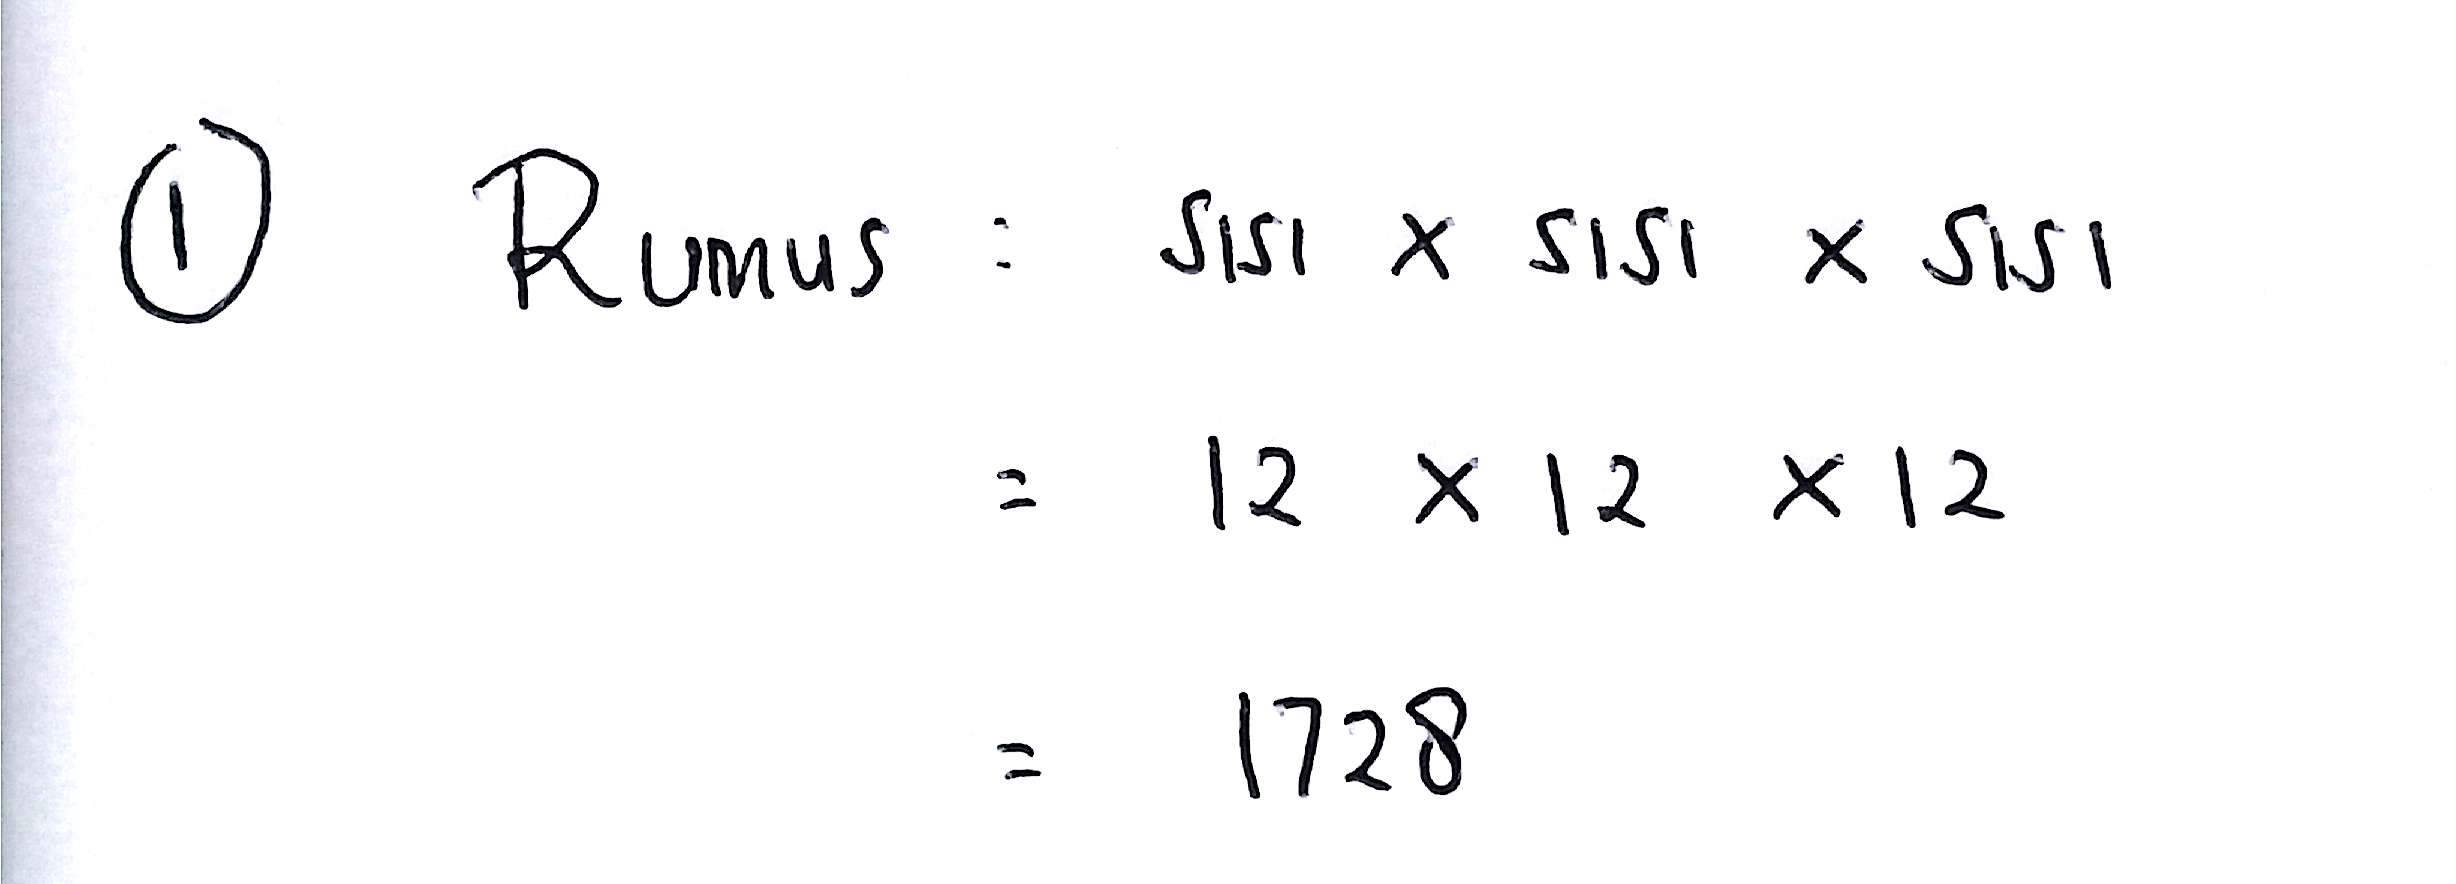 ① Rumus : sisi x sisi x sisi
= 12 x 12 x 12
= 1728